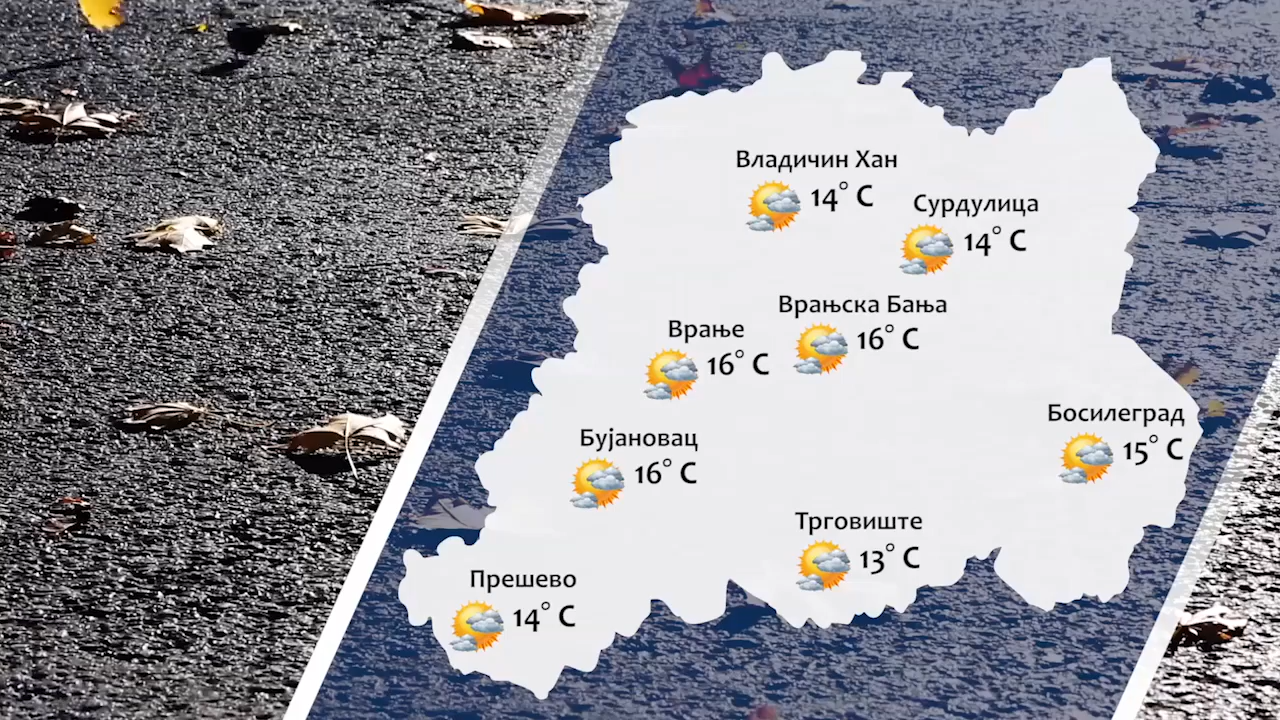 Владичин Хан
14° C
Сурдулица
14° C
Врањска Бања
16° C
Врање
16° C
Босилеград
15° C
Бујановац
16° C
Трговиште
13° C
Прешево
14° C